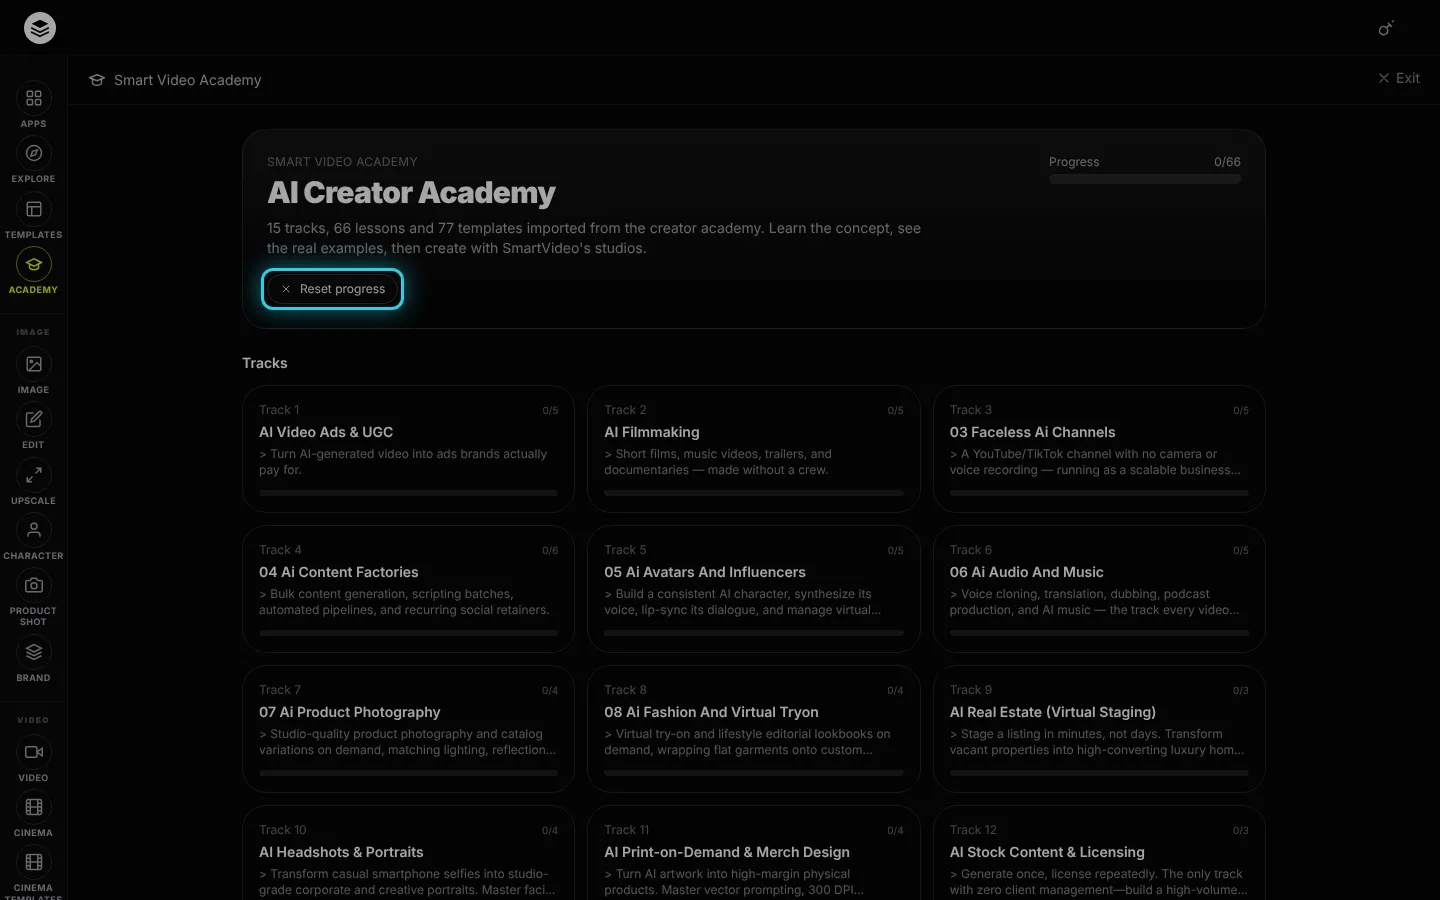 Smart Video Academy
Exit
APPS
EXPLORE
TEMPLATES
ACADEMY
IMAGE
IMAGE
EDIT
UPSCALE
CHARACTER
PRODUCT
SHOT
BRAND
VIDEO
VIDEO
CINEMA
CINEMA
TEMPLATES
SMART VIDEO ACADEMY
AI Creator Academy
15 tracks, 66 lessons and 77 templates imported from the creator academy. Learn the concept, see
the real examples, then create with SmartVideo's studios.
Reset progress
Progress 0/66
Tracks
Track 1 0/5
AI Video Ads & UGC
> Turn AI-generated video into ads brands actually
pay for.
Track 2 0/5
AI Filmmaking
> Short films, music videos, trailers, and
documentaries — made without a crew.
Track 3 0/5
03 Faceless Ai Channels
> A YouTube/TikTok channel with no camera or
voice recording — running as a scalable business...
Track 4 0/6
04 Ai Content Factories
> Bulk content generation, scripting batches,
automated pipelines, and recurring social retainers.
Track 5 0/5
05 Ai Avatars And Influencers
> Build a consistent AI character, synthesize its
voice, lip-sync its dialogue, and manage virtual...
Track 6 0/5
06 Ai Audio And Music
> Voice cloning, translation, dubbing, podcast
production, and AI music — the track every video...
Track 7 0/4
07 Ai Product Photography
> Studio-quality product photography and catalog
variations on demand, matching lighting, reflection...
Track 8 0/4
08 Ai Fashion And Virtual Tryon
> Virtual try-on and lifestyle editorial lookbooks on
demand, wrapping flat garments onto custom...
Track 9 0/3
AI Real Estate (Virtual Staging)
> Stage a listing in minutes, not days. Transform
vacant properties into high-converting luxury hom...
Track 10 0/4
AI Headshots & Portraits
> Transform casual smartphone selfies into studio-
grade corporate and creative portraits. Master faci...
Track 11 0/4
AI Print-on-Demand & Merch Design
> Turn AI artwork into high-margin physical
products. Master vector prompting, 300 DPI...
Track 12 0/3
AI Stock Content & Licensing
> Generate once, license repeatedly. The only track
with zero client management—build a high-volume...